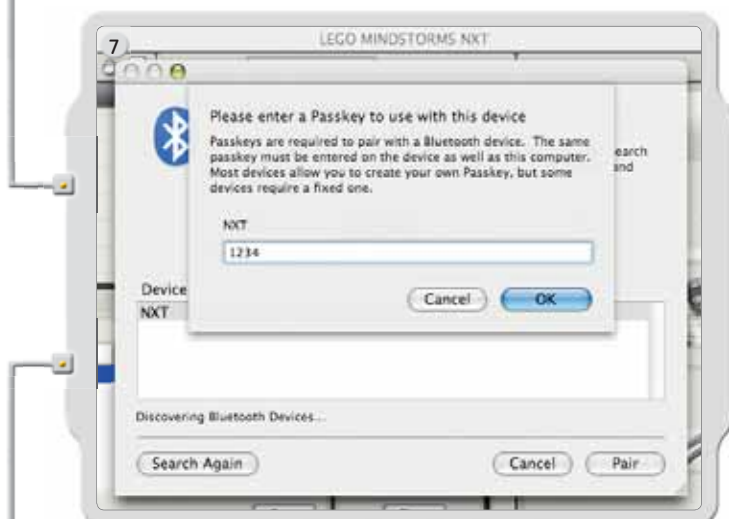 7
LEGO MINDSTORMS NXT
Please enter a Passkey to use with this device
Passkeys are required to pair with a Bluetooth device. The same
passkey must be entered on the device as well as this computer.
Most devices allow you to create your own Passkey, but some
devices require a fixed one.
earch
and
NXT
1234
Cancel OK
Device
NXT
Discovering Bluetooth Devices...
Search Again Cancel Pair